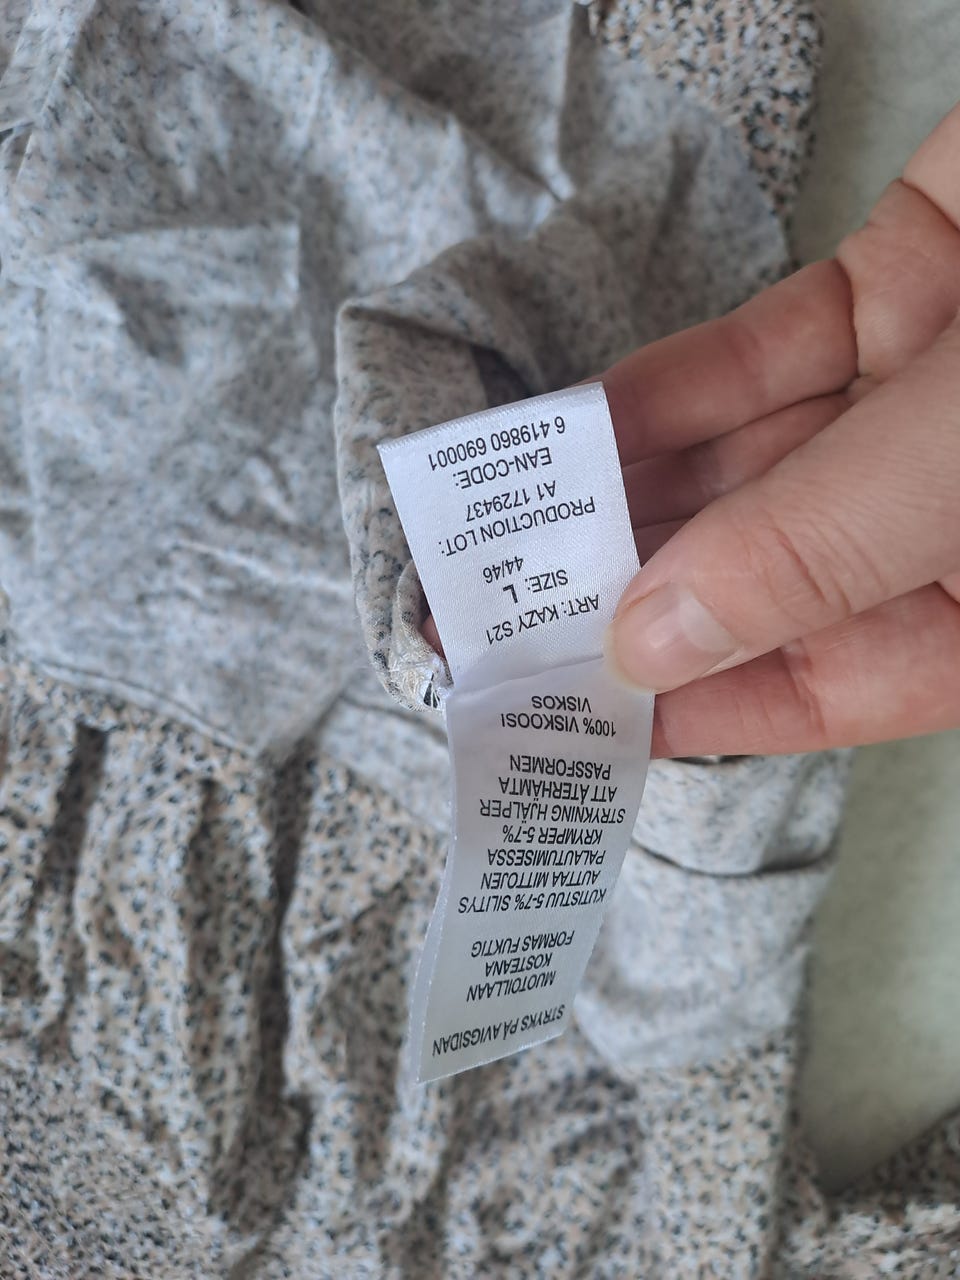 STRYKS PÅ AVIGSIDAN
MUOTOILLAAN
KOSTEANA
FORMAS FUKTIG
KUTISTUU 5-7% SILITYS
AUTTAA MITTOJEN
PALAUTUMISESSA
KRYMPER 5-7%
STRYKNING HJÄLPER
ATT ÅTERHÄMTA
PASSFORMEN
100% VISKOOSI
VISKOS
ART: KAZY S21
SIZE: L
44/46
PRODUCTION LOT:
A1 1729437
EAN-CODE:
6 419860 690001